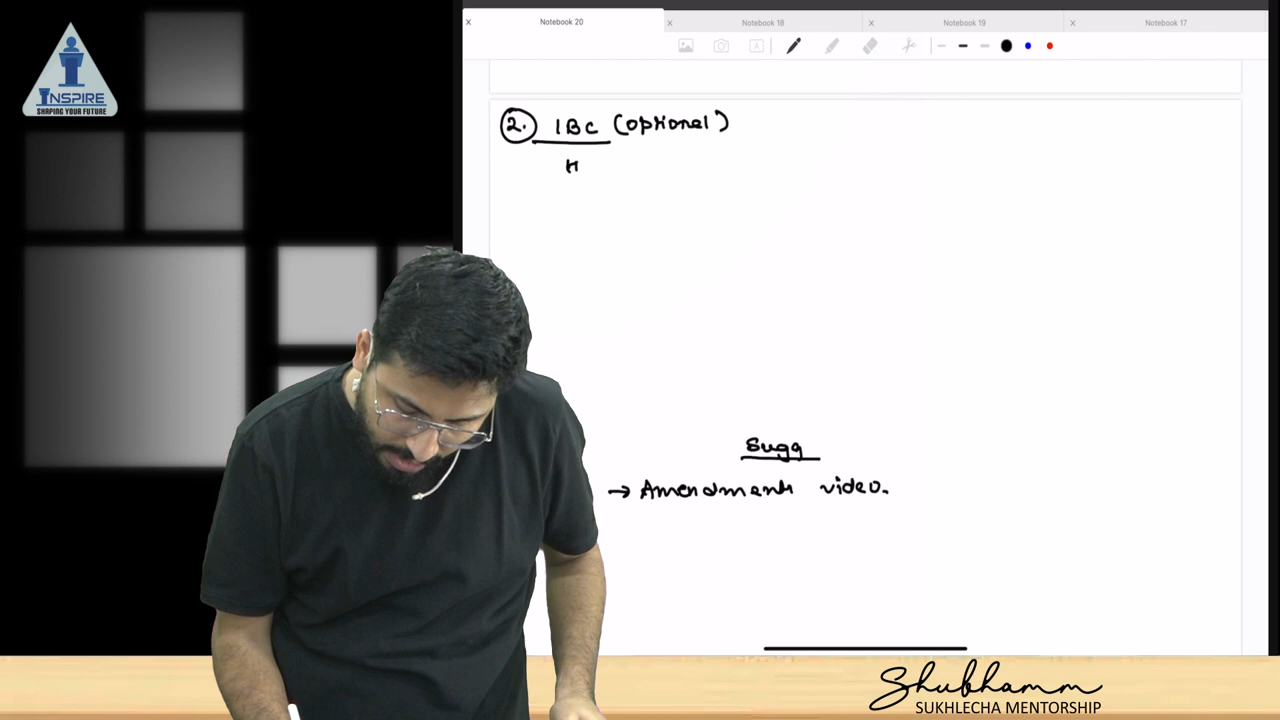 Notebook 20
Notebook 18
Notebook 19
Notebook 17
INSPIRE
SHAPING YOUR FUTURE
2. IBC (Optional)
Sugg
→ Amendment video.
Shubhamm
SUKHLECHA MENTORSHIP